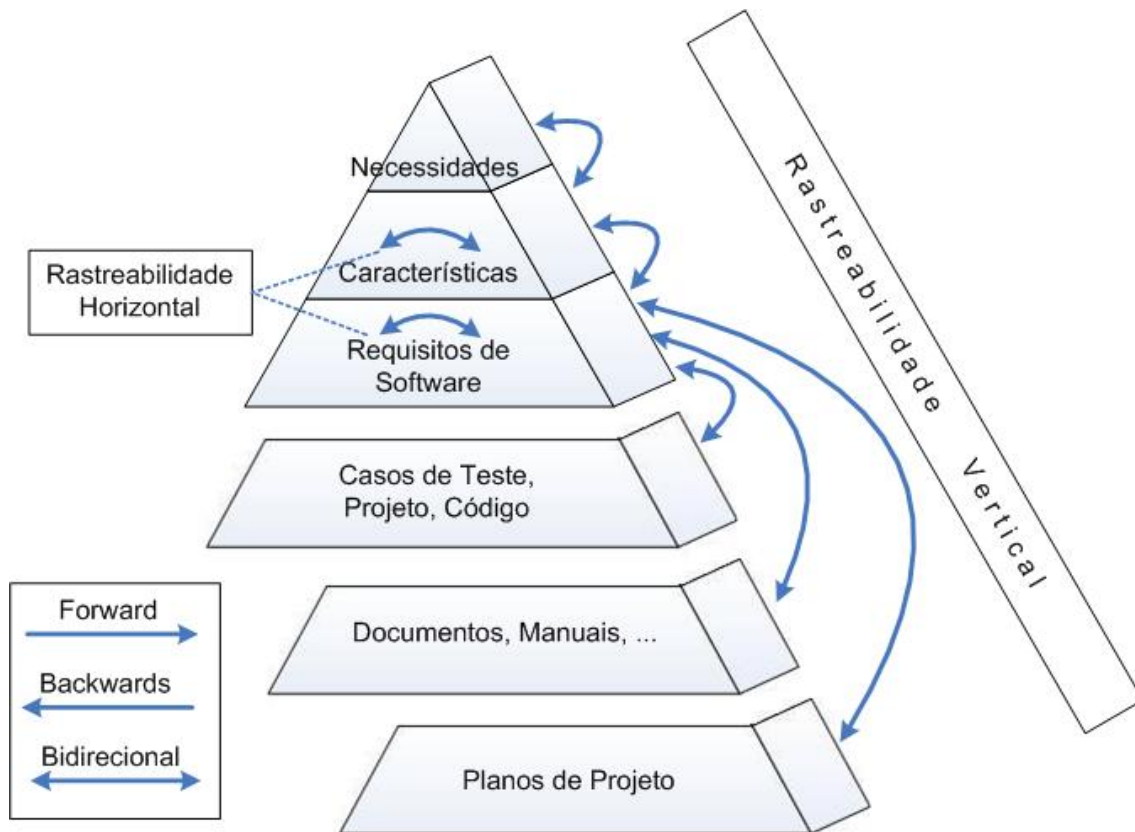 Necessidades
Características
Rastreabilidade
Horizontal
Requisitos de
Software
Casos de Teste,
Projeto, Código
Documentos, Manuais, ...
Planos de Projeto
Forward
Backwards
Bidirecional
Rastreabilidade Vertical